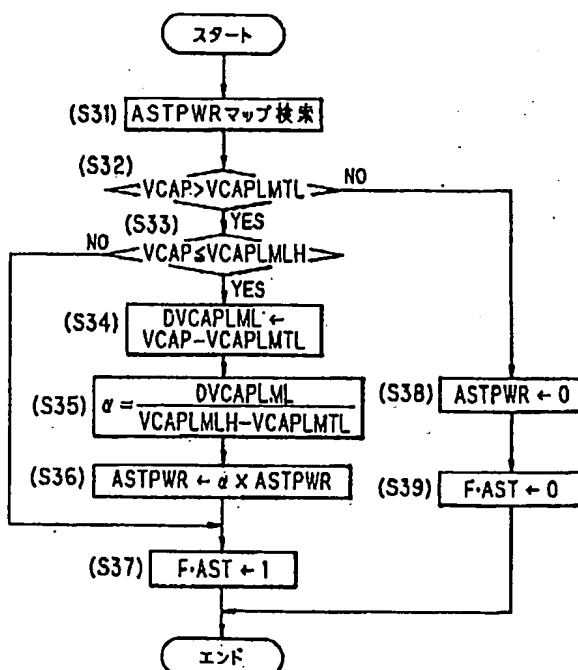 スタート
(S31) ASTPWRマップ検索
(S32)
VCAP>VCAPLMTL
NO
YES
(S33)
NO
VCAP≦VCAPLMLH
YES
(S34) DVCAPLML ←
VCAP-VCAPLMTL
(S35) α = DVCAPLML
VCAPLMLH-VCAPLMTL
(S36) ASTPWR ← α × ASTPWR
(S37) F・AST ← 1
(S38) ASTPWR ← 0
(S39) F・AST ← 0
エンド